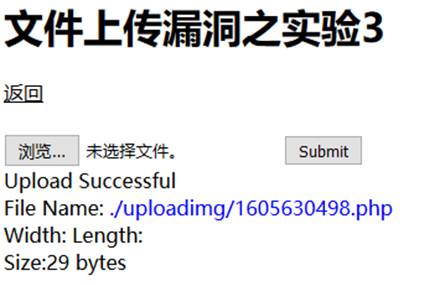 文件上传漏洞之实验3
返回
浏览... 未选择文件。 Submit
Upload Successful
File Name: ./uploadimg/1605630498.php
Width: Length:
Size:29 bytes